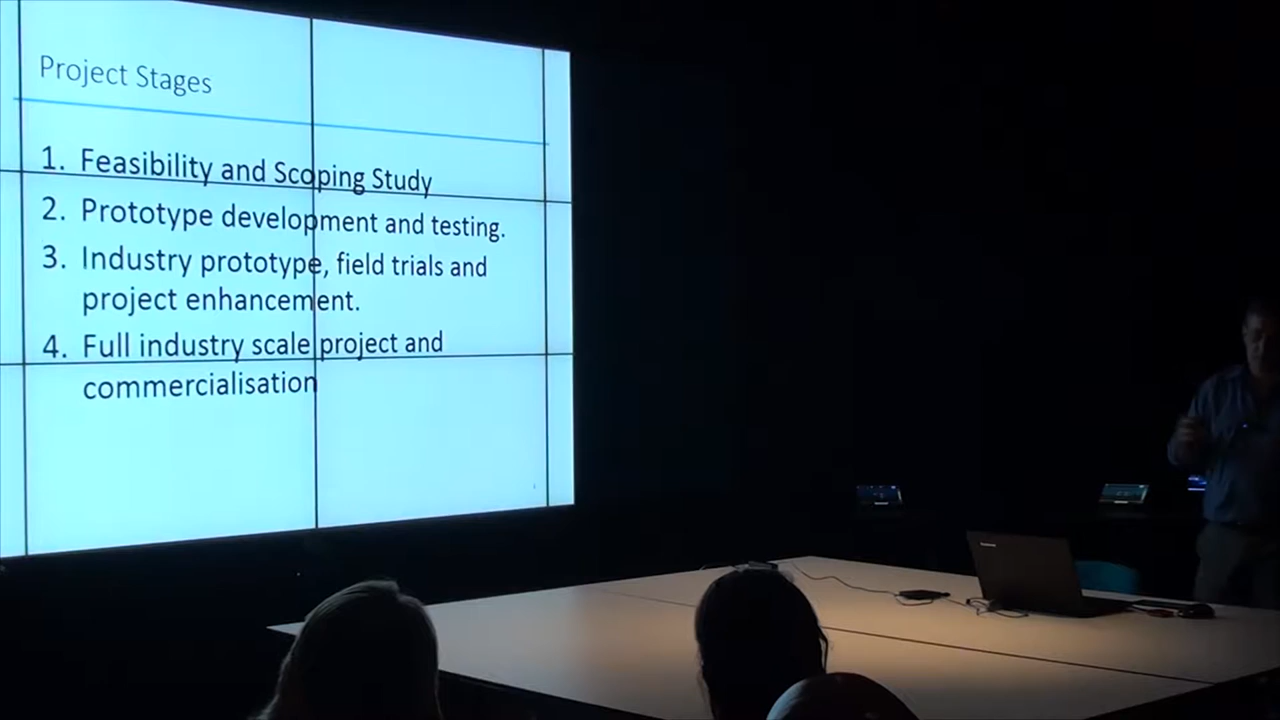 Project Stages
1. Feasibility and Scoping Study
2. Prototype development and testing.
3. Industry prototype, field trials and
project enhancement.
4. Full industry scale project and
commercialisation